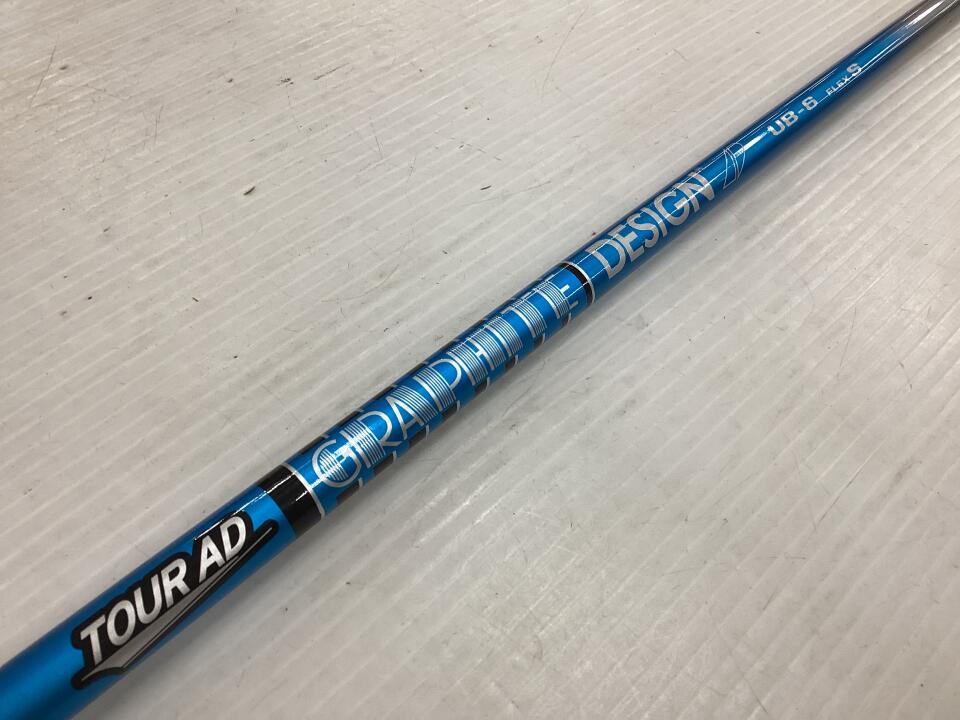 TOUR AD
GRAPHITE DESIGN
UB-6 FLEX S